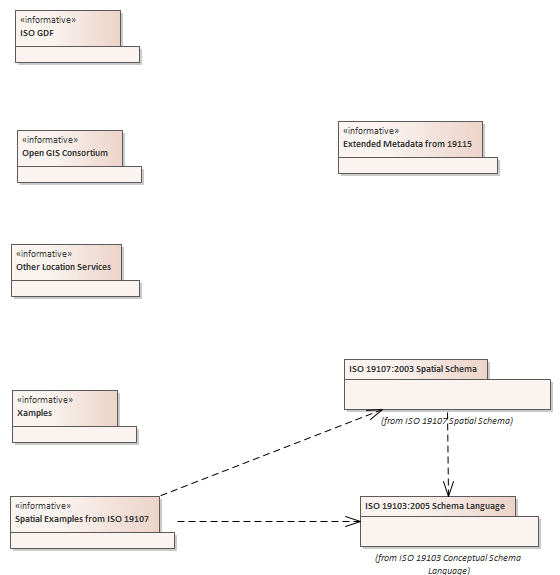 «informative»
ISO GDF
«informative»
Open GIS Consortium
«informative»
Extended Metadata from 19115
«informative»
Other Location Services
ISO 19107:2003 Spatial Schema
(from ISO 19107 Spatial Schema)
«informative»
Xamples
«informative»
Spatial Examples from ISO 19107
ISO 19103:2005 Schema Language
(from ISO 19103 Conceptual Schema
Language)